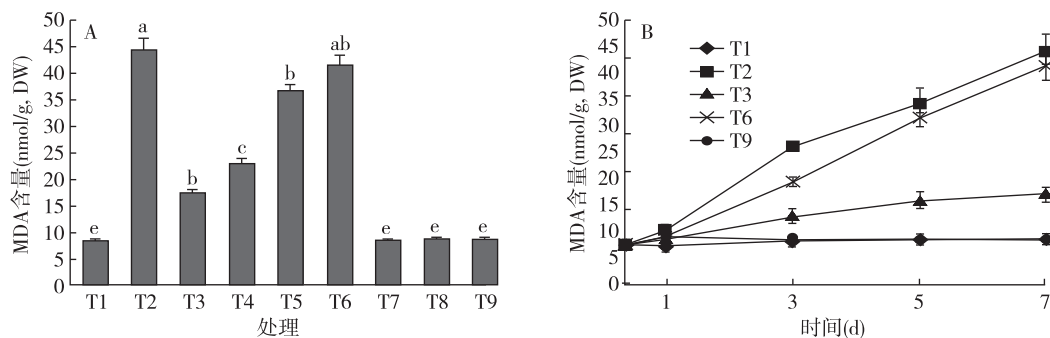 A
MDA含量(nmol/g, DW)
50
45
40
35
30
25
20
15
10
5
0
e
a
b
c
b
ab
e
e
e
T1 T2 T3 T4 T5 T6 T7 T8 T9
处理
B
MDA含量(nmol/g, DW)
50
45
35
30
25
20
15
10
5
0
T1
T2
T3
T6
T9
1 3 5 7
时间(d)